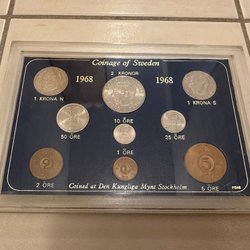 Coinage of Sweden
1968 2 KRONOR 1968
1 KRONA N 1 KRONA S
10 ÖRE
50 ÖRE 25 ÖRE
1 ÖRE
2 ÖRE 5 ÖRE
Coined at Den Kungliga Mynt Stockholm